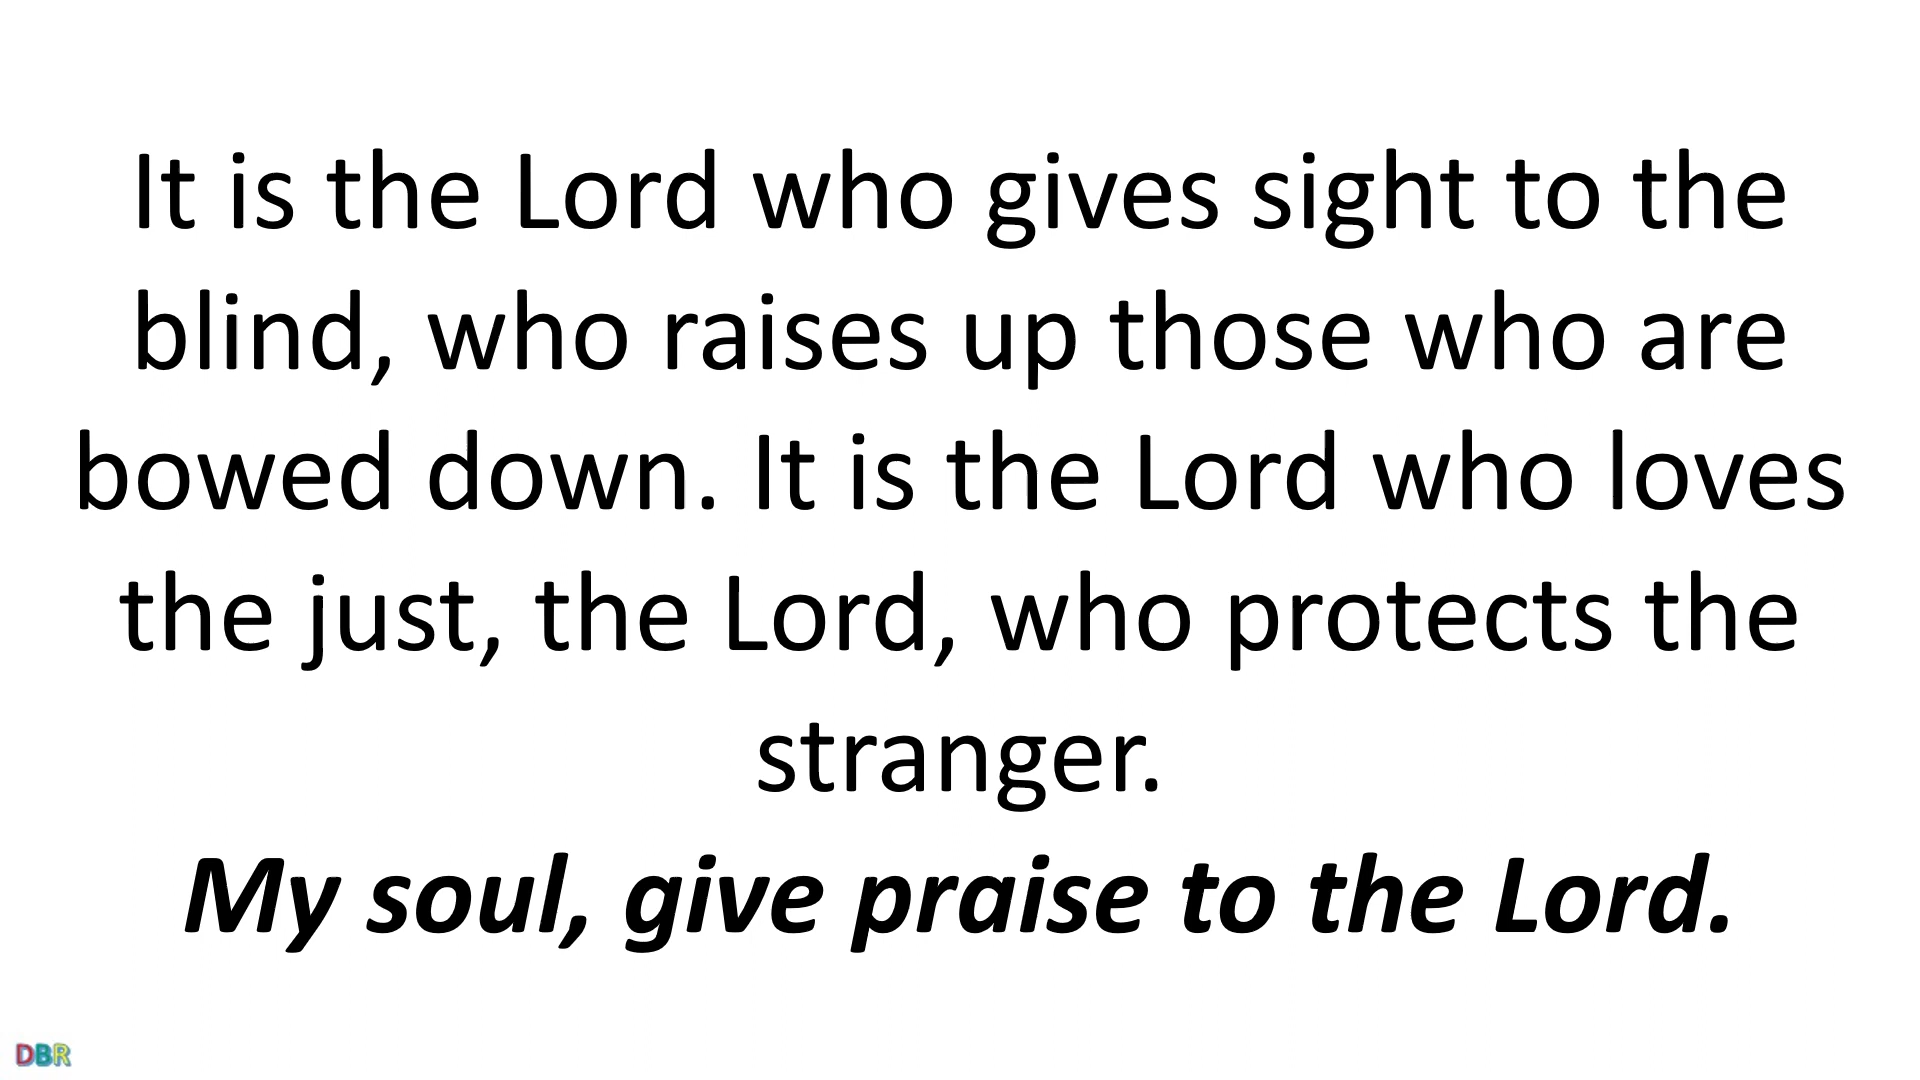 It is the Lord who gives sight to the
blind, who raises up those who are
bowed down. It is the Lord who loves
the just, the Lord, who protects the
stranger.
My soul, give praise to the Lord.
DBR